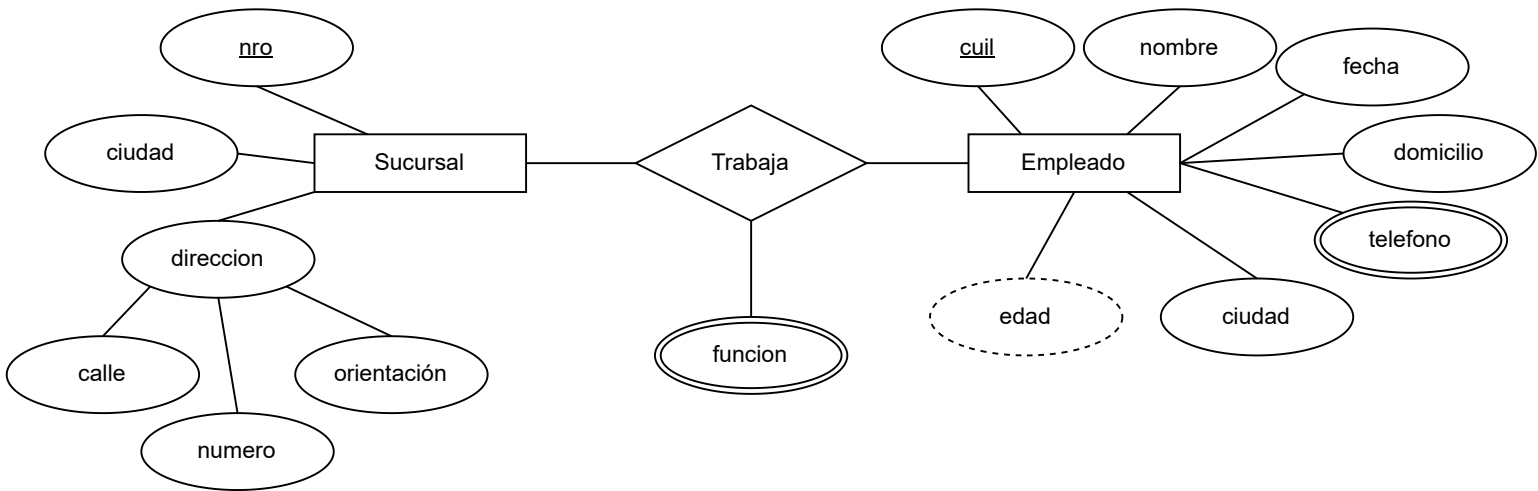 nro
cuil
nombre
fecha
ciudad
Sucursal
Trabaja
Empleado
domicilio
direccion
telefono
edad
ciudad
funcion
calle
orientación
numero